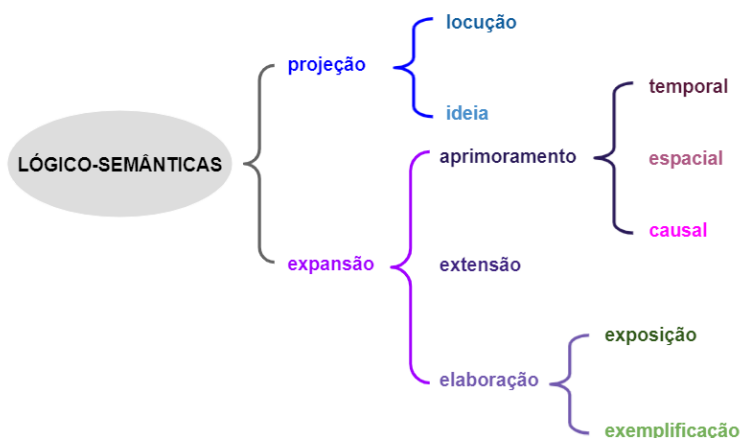 LÓGICO-SEMÂNTICAS
projeção
locução
ideia
expansão
aprimoramento
temporal
espacial
causal
extensão
elaboração
exposição
exemplificação